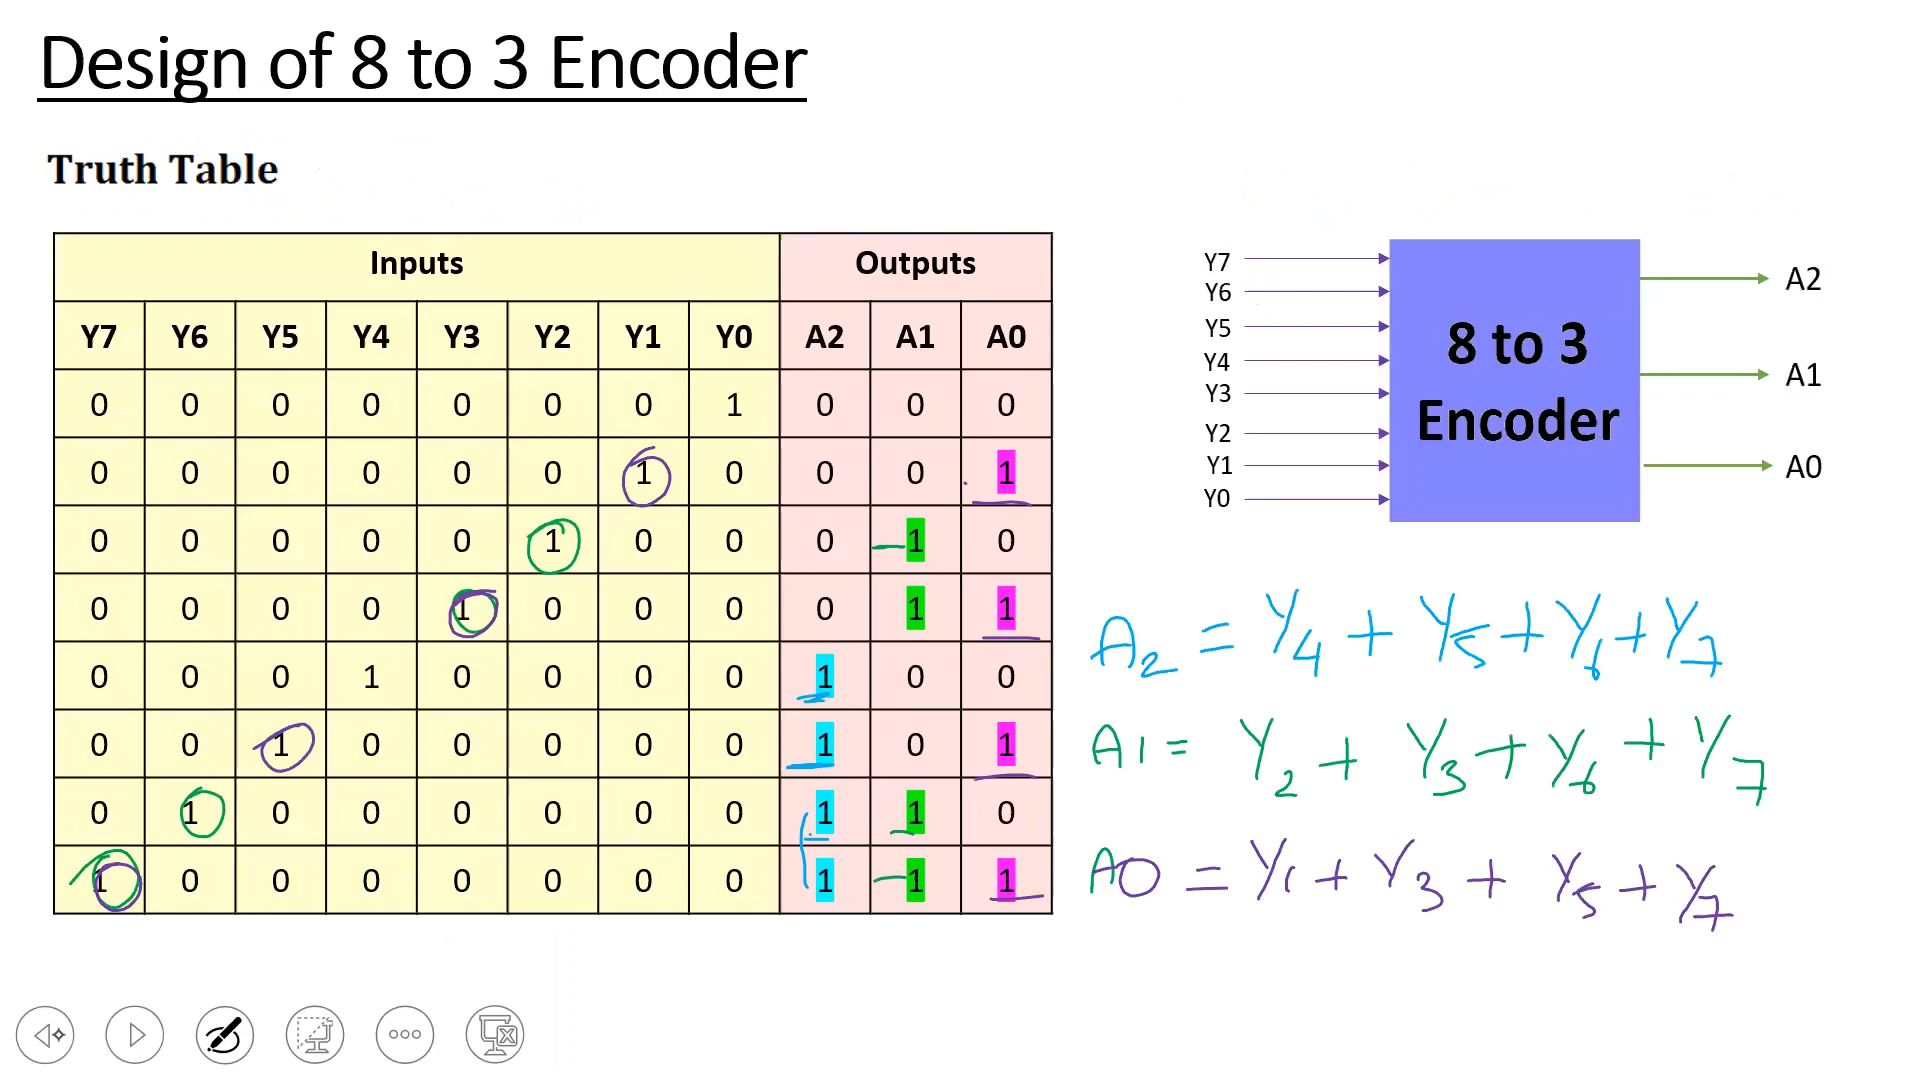 Design of 8 to 3 Encoder
Truth Table
Inputs Outputs
Y7 Y6 Y5 Y4 Y3 Y2 Y1 Y0 A2 A1 A0
0 0 0 0 0 0 0 1 0 0 0
0 0 0 0 0 0 1 0 0 0 1
0 0 0 0 0 1 0 0 0 1 0
0 0 0 0 1 0 0 0 0 1 1
0 0 0 1 0 0 0 0 1 0 0
0 0 1 0 0 0 0 0 1 0 1
0 1 0 0 0 0 0 0 1 1 0
1 0 0 0 0 0 0 0 1 1 1
Y7
Y6
Y5
Y4
Y3
Y2
Y1
Y0
8 to 3
Encoder
A2
A1
A0
A2 = Y4 + Y5 + Y6 + Y7
A1 = Y2 + Y3 + Y6 + Y7
A0 = Y1 + Y3 + Y5 + Y7